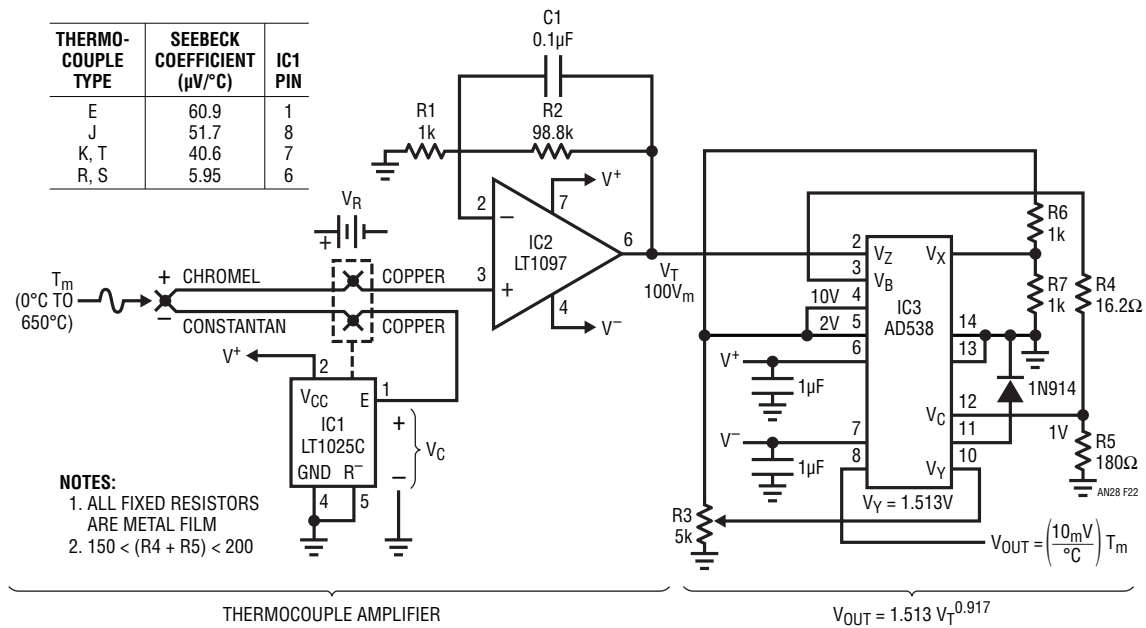 THERMO-
COUPLE
TYPE
SEEBECK
COEFFICIENT
(µV/°C)
IC1
PIN
E 60.9 1
J 51.7 8
K, T 40.6 7
R, S 5.95 6
C1
0.1µF
R1
1k
R2
98.8k
2
–
7
V+
IC2
LT1097
6
3
+
4
V–
VT
100Vm
VR
+
Tm
(0°C TO
650°C)
+ CHROMEL
COPPER
– CONSTANTAN
COPPER
V+
2
VCC
E
1
IC1
LT1025C
GND R–
4 5
+
–
VC
NOTES:
1. ALL FIXED RESISTORS
ARE METAL FILM
2. 150 < (R4 + R5) < 200
THERMOCOUPLE AMPLIFIER
R6
1k
R7
1k
R4
16.2Ω
2 VZ
VX
3 VB
10V 4
IC3
AD538
2V 5
14
6
13
V+
1µF
1N914
12
VC
11
1V
V– 7
1µF
8
10
VY
R5
180Ω
AN28 F22
VY = 1.513V
R3
5k
VOUT = (10mV/°C) Tm
VOUT = 1.513 VT^0.917